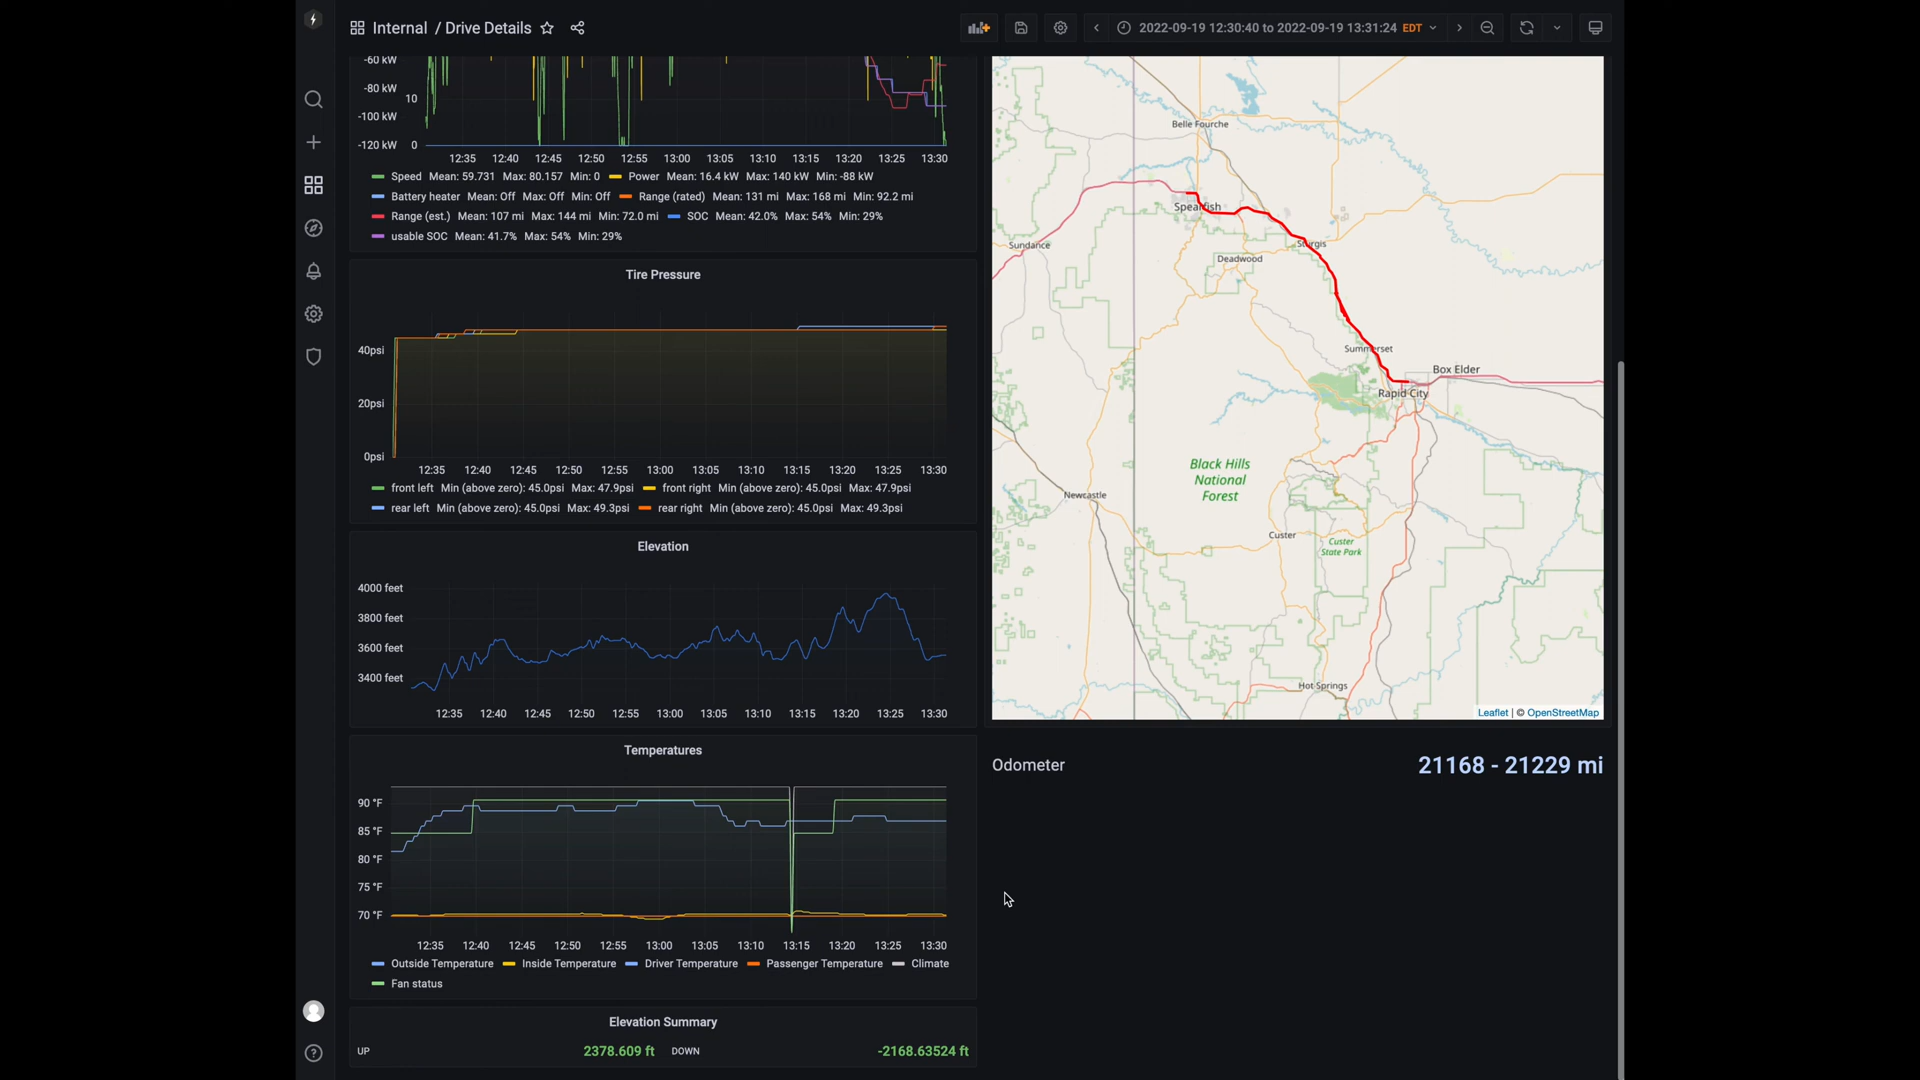 Internal / Drive Details
2022-09-19 12:30:40 to 2022-09-19 13:31:24 EDT
-60 kW
-80 kW
10
-100 kW
-120 kW
0
12:35 12:40 12:45 12:50 12:55 13:00 13:05 13:10 13:15 13:20 13:25 13:30
Speed Mean: 59.731 Max: 80.157 Min: 0 Power Mean: 16.4 kW Max: 140 kW Min: -88 kW
Battery heater Mean: Off Max: Off Min: Off Range (rated) Mean: 131 mi Max: 168 mi Min: 92.2 mi
Range (est.) Mean: 107 mi Max: 144 mi Min: 72.0 mi SOC Mean: 42.0% Max: 54% Min: 29%
usable SOC Mean: 41.7% Max: 54% Min: 29%
Tire Pressure
40psi
20psi
0psi
12:35 12:40 12:45 12:50 12:55 13:00 13:05 13:10 13:15 13:20 13:25 13:30
front left Min (above zero): 45.0psi Max: 47.9psi front right Min (above zero): 45.0psi Max: 47.9psi
rear left Min (above zero): 45.0psi Max: 49.3psi rear right Min (above zero): 45.0psi Max: 49.3psi
Elevation
4000 feet
3800 feet
3600 feet
3400 feet
12:35 12:40 12:45 12:50 12:55 13:00 13:05 13:10 13:15 13:20 13:25 13:30
Temperatures
90 °F
85 °F
80 °F
75 °F
70 °F
12:35 12:40 12:45 12:50 12:55 13:00 13:05 13:10 13:15 13:20 13:25 13:30
Outside Temperature Inside Temperature Driver Temperature Passenger Temperature Climate
Fan status
Elevation Summary
UP 2378.609 ft DOWN -2168.63524 ft
Belle Fourche
Spearfish
Sundance
Sturgis
Deadwood
Summerset
Box Elder
Rapid City
Black Hills
National
Forest
Newcastle
Custer
Custer
State Park
Hot Springs
Leaflet | © OpenStreetMap
Odometer
21168 - 21229 mi